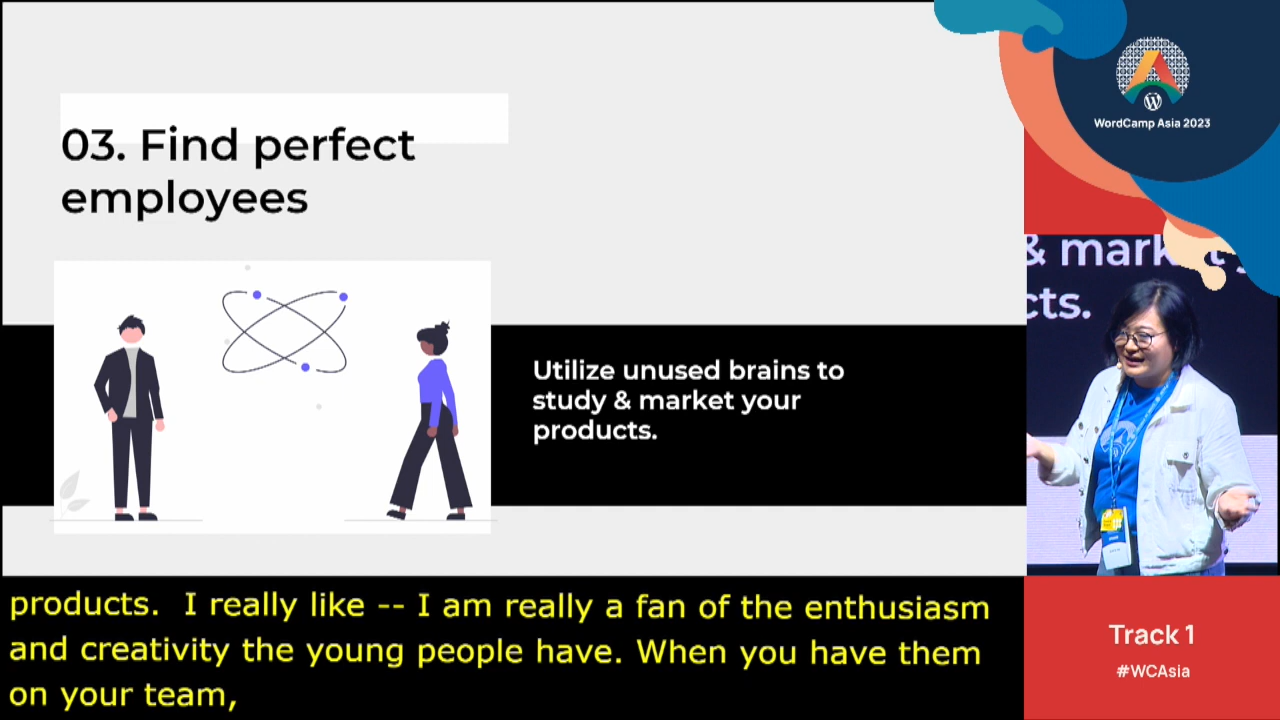 03. Find perfect
employees
Utilize unused brains to
study & market your
products.
WordCamp Asia 2023
& market y
cts.
products.  I really like -- I am really a fan of the enthusiasm
and creativity the young people have. When you have them
on your team,
Track 1
#WCAsia